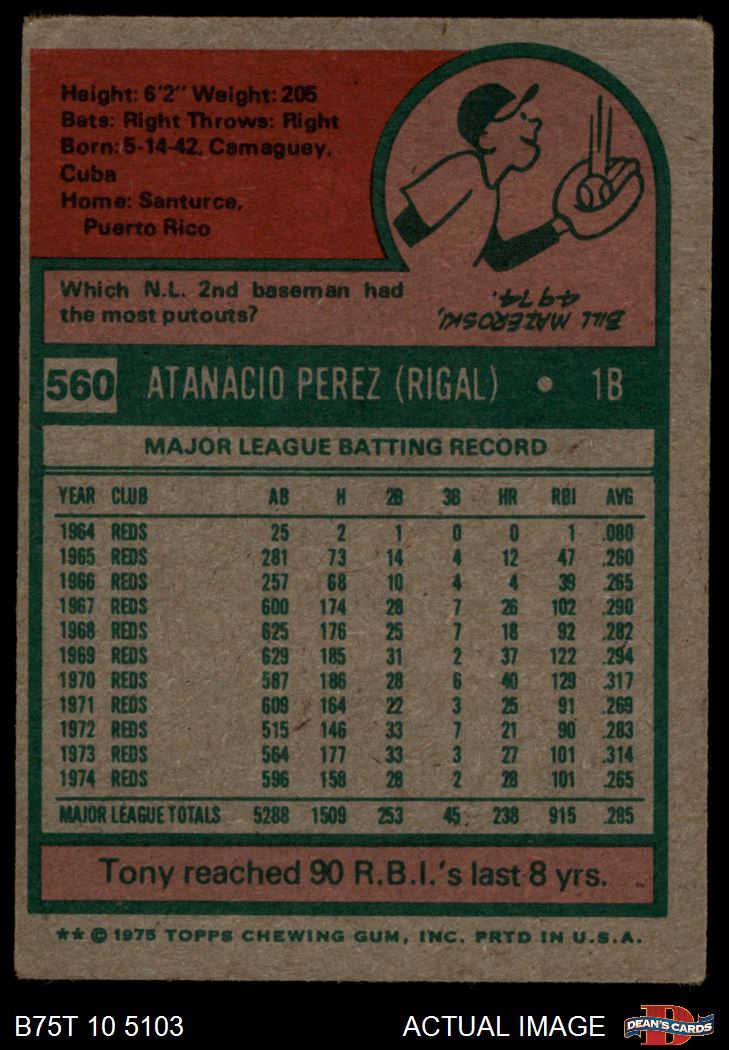 Height: 6'2" Weight: 205
Bats: Right Throws: Right
Born: 5-14-42, Camaguey,
Cuba
Home: Santurce,
Puerto Rico
Which N.L. 2nd baseman had
the most putouts?
BILL MAZEROSKI,
4974.
560 ATANACIO PEREZ (RIGAL) • 1B
MAJOR LEAGUE BATTING RECORD
YEAR CLUB AB H 2B 3B HR RBI AVG
1964 REDS 25 2 1 0 0 1 .080
1965 REDS 281 73 14 4 12 47 .260
1966 REDS 257 68 10 4 4 39 .265
1967 REDS 600 174 28 7 26 102 .290
1968 REDS 625 176 25 7 18 92 .282
1969 REDS 629 185 31 2 37 122 .294
1970 REDS 587 186 28 6 40 129 .317
1971 REDS 609 164 22 3 25 91 .269
1972 REDS 515 146 33 7 21 90 .283
1973 REDS 564 177 33 3 27 101 .314
1974 REDS 596 158 28 2 28 101 .265
MAJOR LEAGUE TOTALS 5288 1509 253 45 238 915 .285
Tony reached 90 R.B.I.'s last 8 yrs.
** © 1975 TOPPS CHEWING GUM, INC. PRTD IN U.S.A.
B75T 10 5103 ACTUAL IMAGE
DEAN'S CARDS